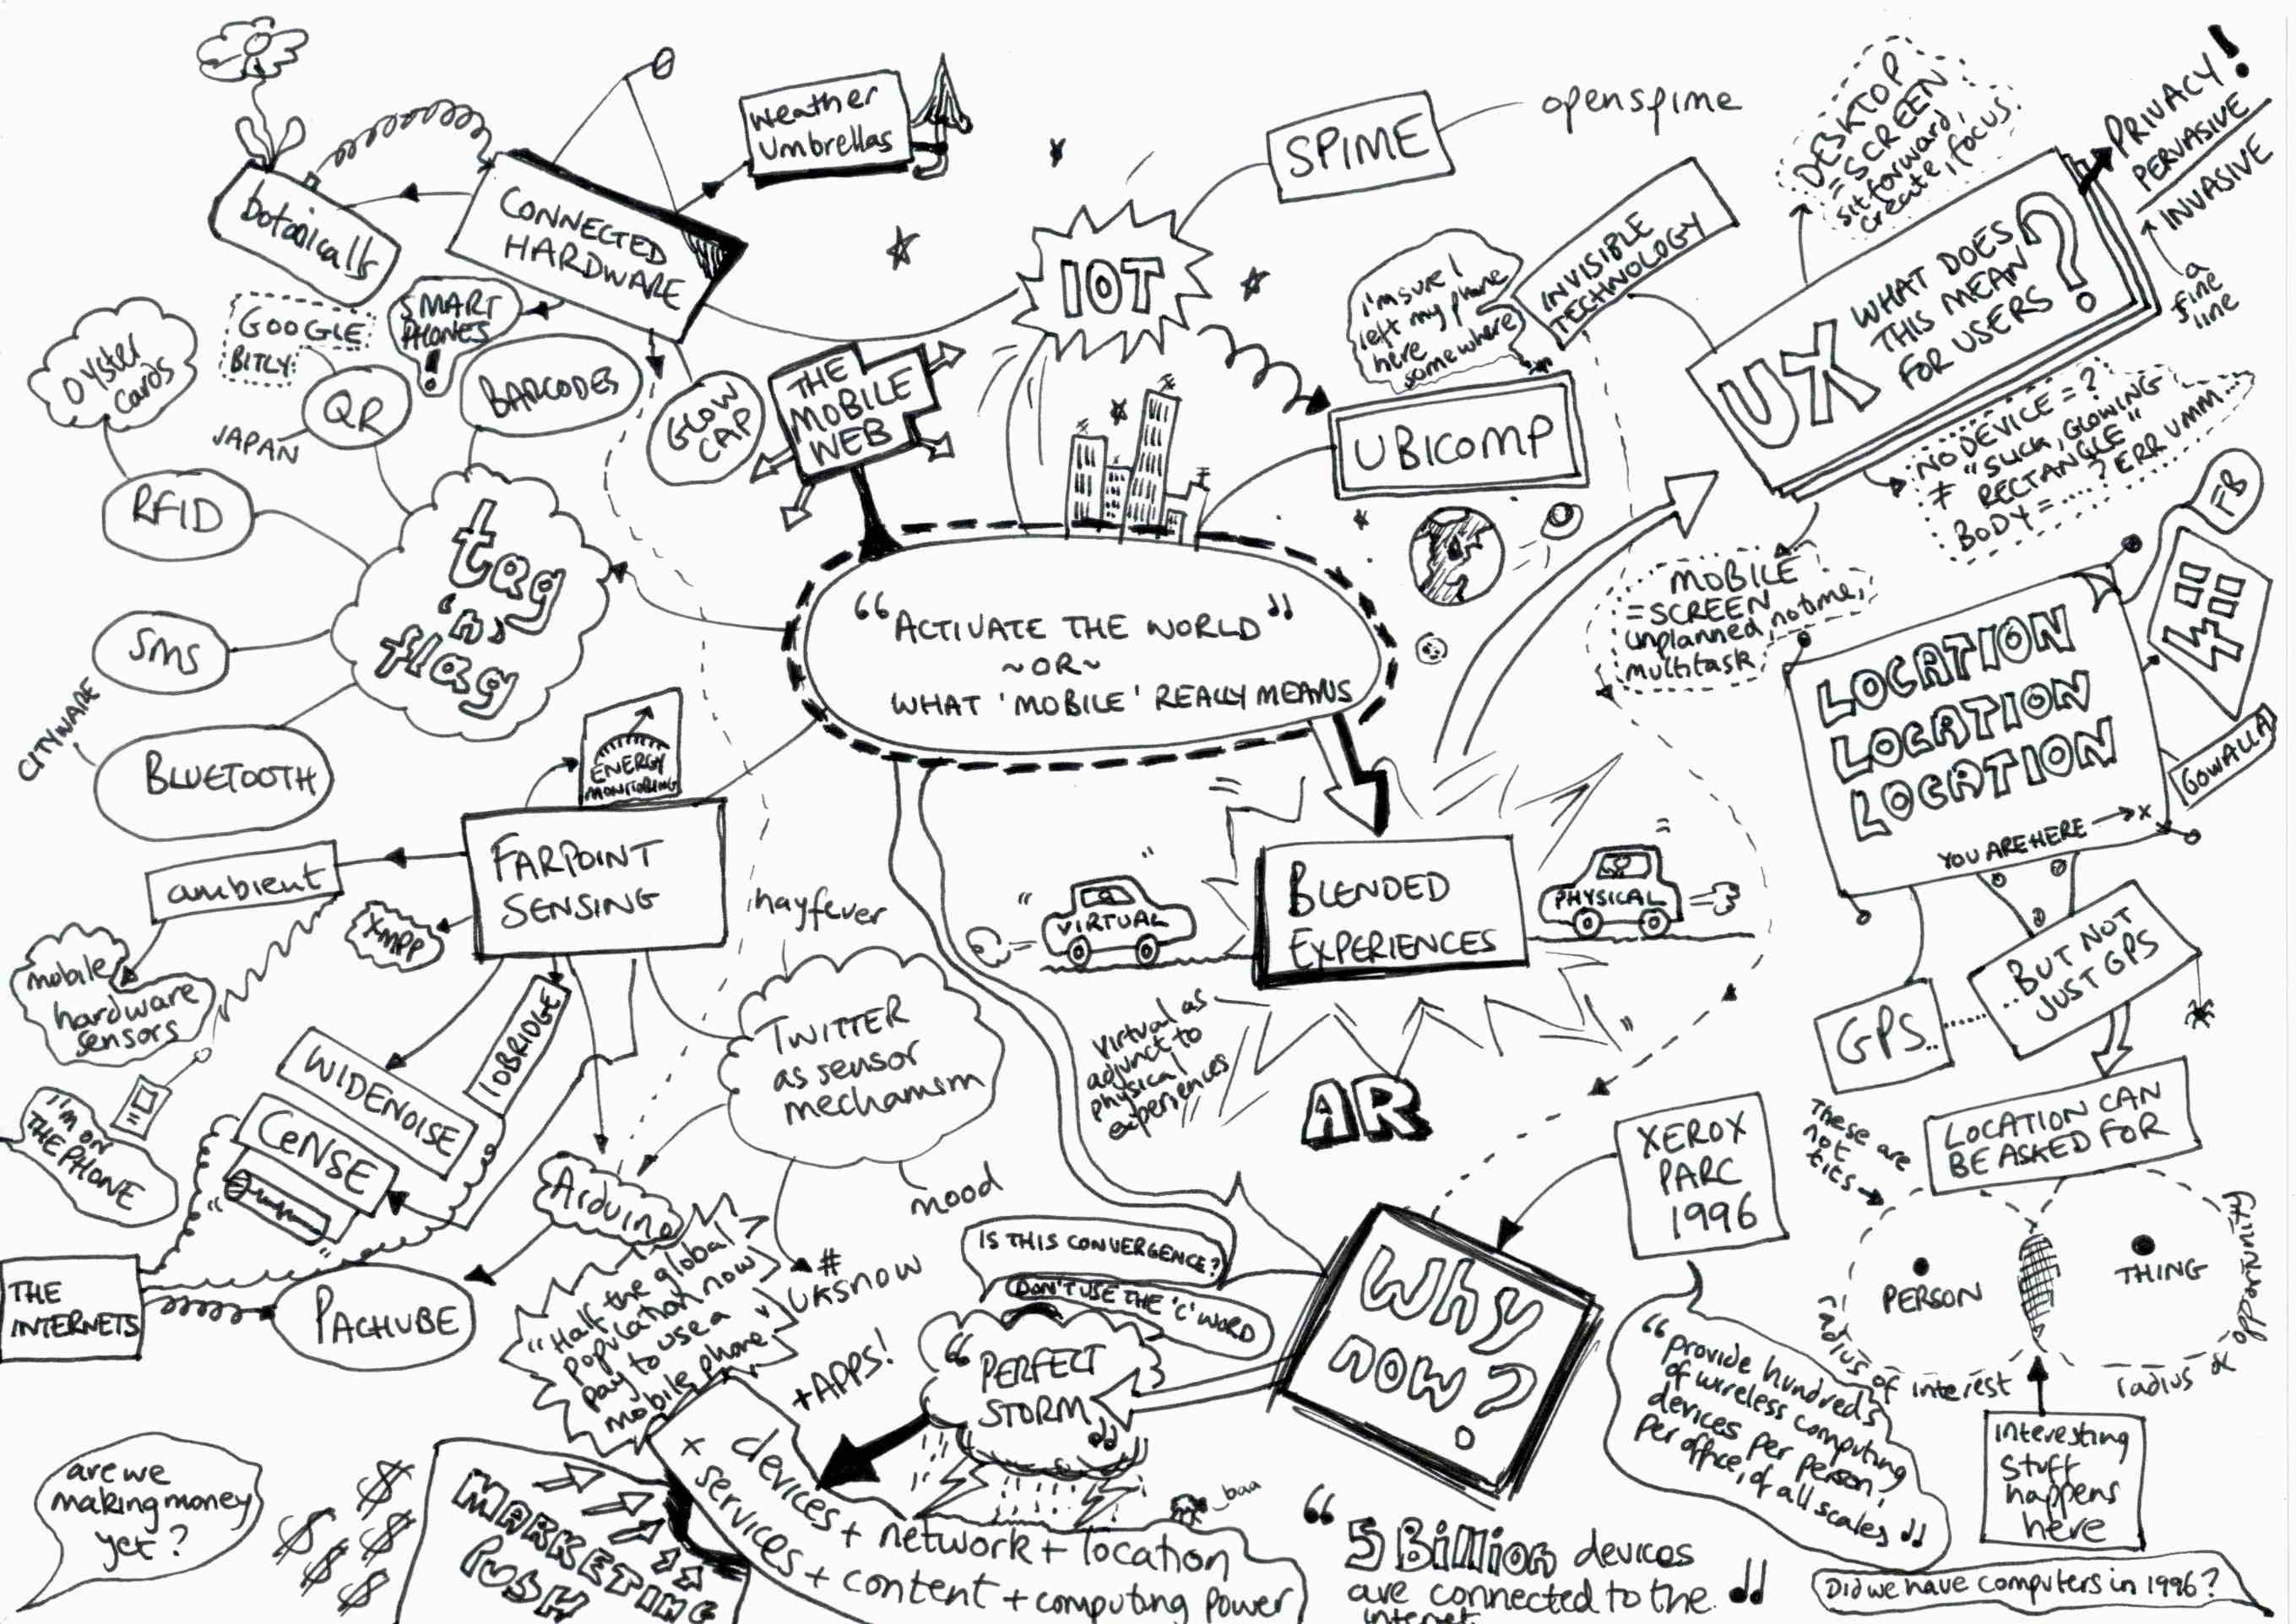 Weather
Umbrellas
CONNECTED
HARDWARE
botanicalls
SMART
PHONES
!
GOOGLE
BITLY
Oyster
cards
QR
JAPAN
BARCODES
GLOW
CAP
RFID
SMS
CITYWARE
BLUETOOTH
tag
'n'
flag
THE
MOBILE
WEB
IOT
SPIME
openspime
I'm sure I
left my phone
here
somewhere
INVISIBLE
TECHNOLOGY
UBICOMP
DESKTOP
= SCREEN
sit forward,
create, focus.
PRIVACY!
PERVASIVE
INVASIVE
a
fine
line
UX
WHAT DOES
THIS MEAN
FOR USERS
?
NO DEVICE = ?
≠ "SLICK, GLOWING
RECTANGLE"
BODY = .....? ERR UMM...
MOBILE
= SCREEN
unplanned, no time,
multitask
"ACTIVATE THE WORLD"
~OR~
WHAT 'MOBILE' REALLY MEANS
FB
LOCATION
LOCATION
LOCATION
YOU ARE HERE → X
GOWALLA
GPS..
..BUT NOT
JUST GPS
LOCATION CAN
BE ASKED FOR
These are
not
tits
PERSON
THING
radius of interest
radius of opportunity
interesting
stuff
happens
here
ENERGY
MONITORING
FARPOINT
SENSING
ambient
XMPP
mobile
hardware
sensors
I'M ON
THE PHONE
WIDENOISE
CENSE
IOBRIDGE
THE
INTERNETS
PACHUBE
Arduino
hayfever
TWITTER
as sensor
mechanism
mood
#
UKSNOW
VIRTUAL
BLENDED
EXPERIENCES
PHYSICAL
Virtual as
adjunct to
physical
experiences
AR
XEROX
PARC
1996
"provide hundreds
of wireless computing
devices per person,
per office, of all scales"
Did we have computers in 1996?
WHY
NOW?
IS THIS CONVERGENCE?
DON'T USE THE 'C' WORD
"PERFECT
STORM"
"Half the global
population now
pay to use a
mobile phone"
+APPS!
x devices + network + location
+ services + content + computing power
baa
MARKETING
PUSH
$ $ $ $ $ $
are we
making money
yet?
"5 Billion devices
are connected to the "
internet